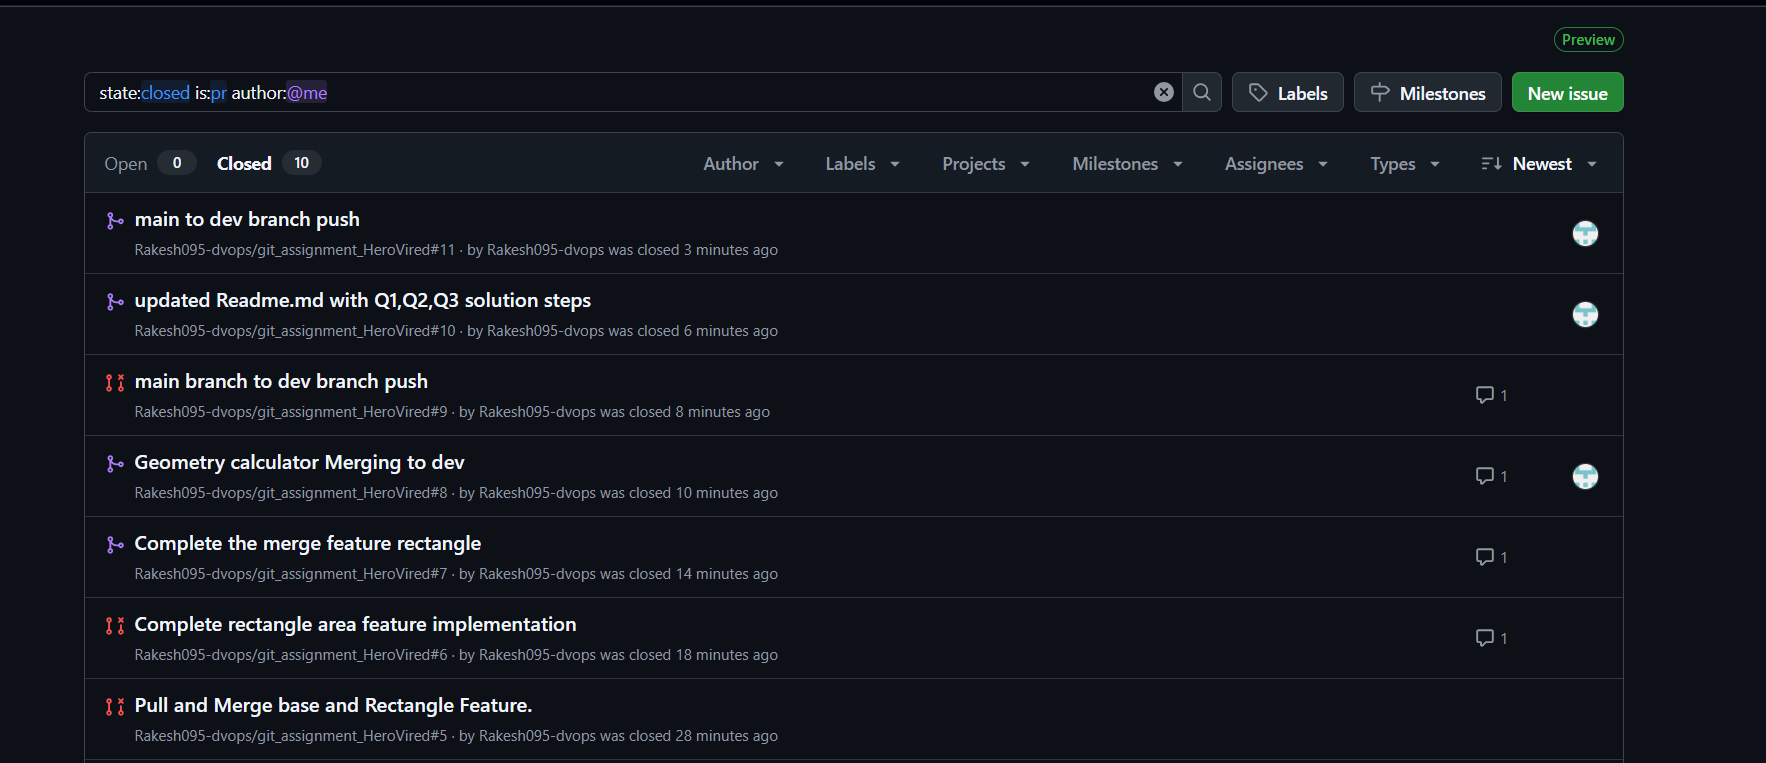 Preview
state:closed is:pr author:@me
Labels
Milestones
New issue
Open 0 Closed 10 Author Labels Projects Milestones Assignees Types Newest
main to dev branch push
Rakesh095-dvops/git_assignment_HeroVired#11 · by Rakesh095-dvops was closed 3 minutes ago
updated Readme.md with Q1,Q2,Q3 solution steps
Rakesh095-dvops/git_assignment_HeroVired#10 · by Rakesh095-dvops was closed 6 minutes ago
main branch to dev branch push
Rakesh095-dvops/git_assignment_HeroVired#9 · by Rakesh095-dvops was closed 8 minutes ago
1
Geometry calculator Merging to dev
Rakesh095-dvops/git_assignment_HeroVired#8 · by Rakesh095-dvops was closed 10 minutes ago
1
Complete the merge feature rectangle
Rakesh095-dvops/git_assignment_HeroVired#7 · by Rakesh095-dvops was closed 14 minutes ago
1
Complete rectangle area feature implementation
Rakesh095-dvops/git_assignment_HeroVired#6 · by Rakesh095-dvops was closed 18 minutes ago
1
Pull and Merge base and Rectangle Feature.
Rakesh095-dvops/git_assignment_HeroVired#5 · by Rakesh095-dvops was closed 28 minutes ago